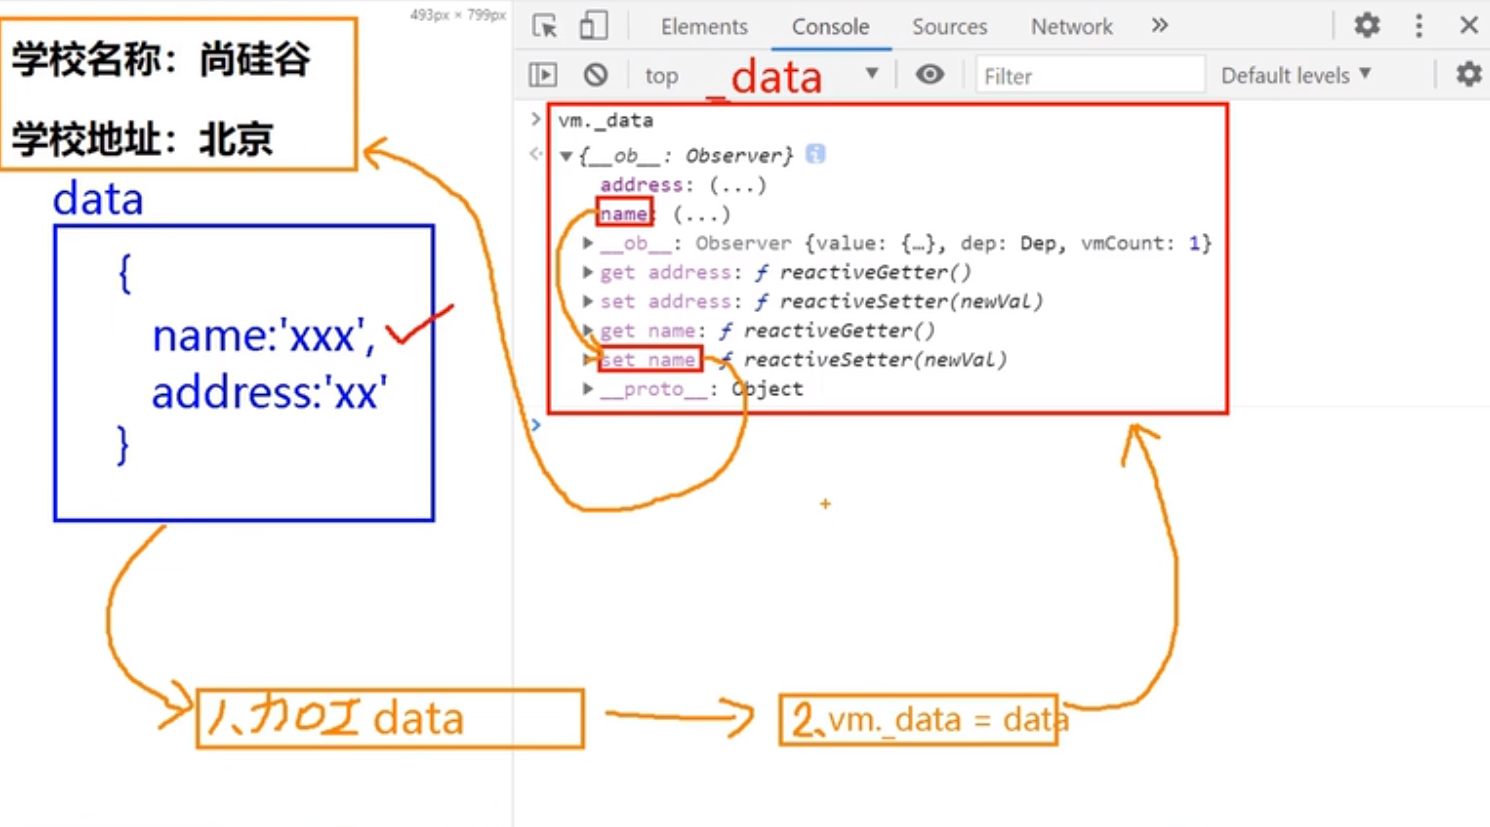 493px × 799px
学校名称：尚硅谷
学校地址：北京
data
{
name:'xxx',
address:'xx'
}
Elements Console Sources Network »
top
_data
Filter
Default levels ▼
> vm._data
▼{__ob__: Observer} i
address: (...)
name: (...)
▶ __ob__: Observer {value: {…}, dep: Dep, vmCount: 1}
▶ get address: ƒ reactiveGetter()
▶ set address: ƒ reactiveSetter(newVal)
▶ get name: ƒ reactiveGetter()
▶ set name: ƒ reactiveSetter(newVal)
▶ __proto__: Object
>
1、加工 data
2、vm._data = data